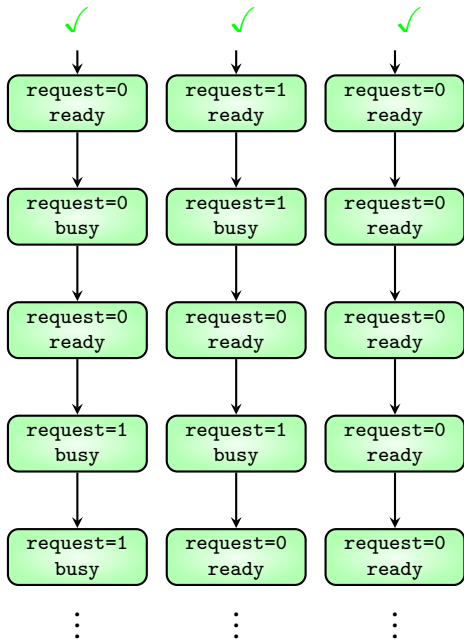 ✓ ✓ ✓
request=0 request=1 request=0
ready ready ready
request=0 request=1 request=0
busy busy ready
request=0 request=0 request=0
ready ready ready
request=1 request=1 request=0
busy busy ready
request=1 request=0 request=0
busy ready ready
⋮ ⋮ ⋮